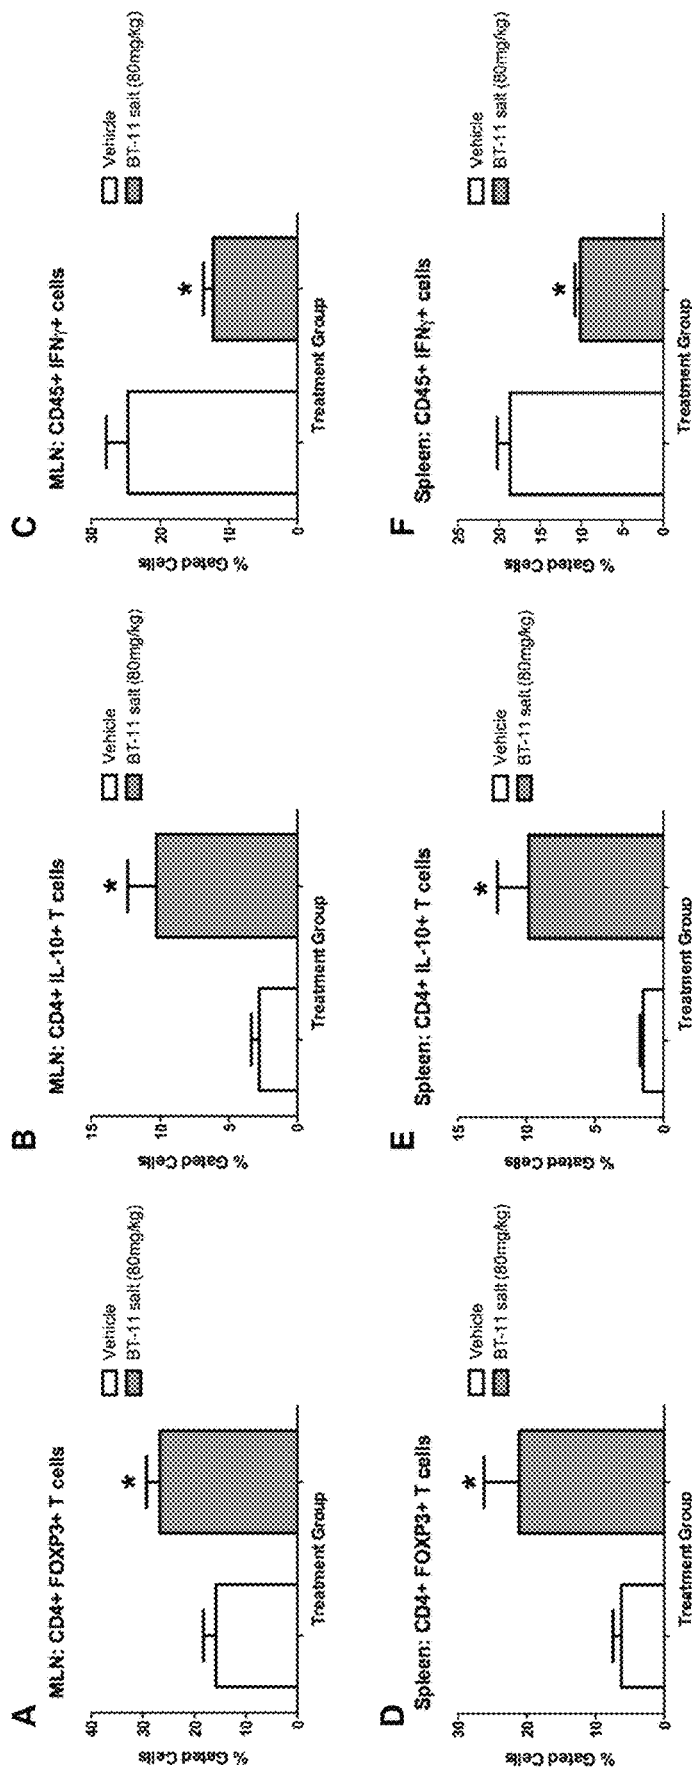 A
MLN: CD4+ FOXP3+ T cells
% Gated Cells
40
30
20
10
0
Treatment Group
Vehicle
BT-11 salt (80mg/kg)
B
MLN: CD4+ IL-10+ T cells
% Gated Cells
15
10
5
0
Treatment Group
Vehicle
BT-11 salt (80mg/kg)
C
MLN: CD45+ IFNγ+ cells
% Gated Cells
30
20
10
0
Treatment Group
Vehicle
BT-11 salt (80mg/kg)
D
Spleen: CD4+ FOXP3+ T cells
% Gated Cells
30
20
10
0
Treatment Group
Vehicle
BT-11 salt (80mg/kg)
E
Spleen: CD4+ IL-10+ T cells
% Gated Cells
15
10
5
0
Treatment Group
Vehicle
BT-11 salt (80mg/kg)
F
Spleen: CD45+ IFNγ+ cells
% Gated Cells
25
20
15
10
5
0
Treatment Group
Vehicle
BT-11 salt (80mg/kg)